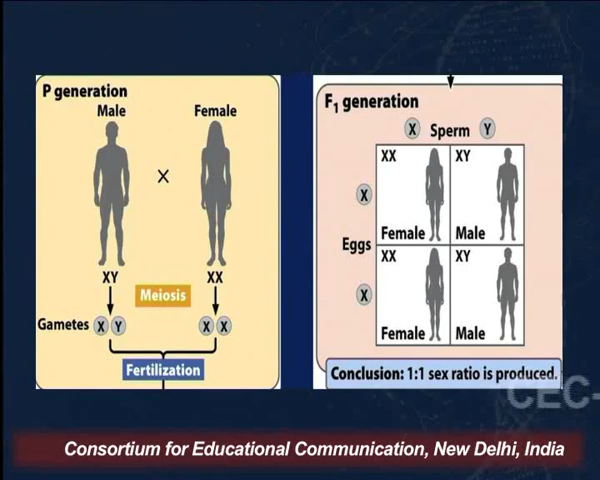 P generation
Male Female
×
XY XX
Meiosis
Gametes X Y X X
Fertilization
F1 generation
X Sperm Y
XX XY
X
Female Male
Eggs
XX XY
X
Female Male
Conclusion: 1:1 sex ratio is produced.
CEC-
Consortium for Educational Communication, New Delhi, India